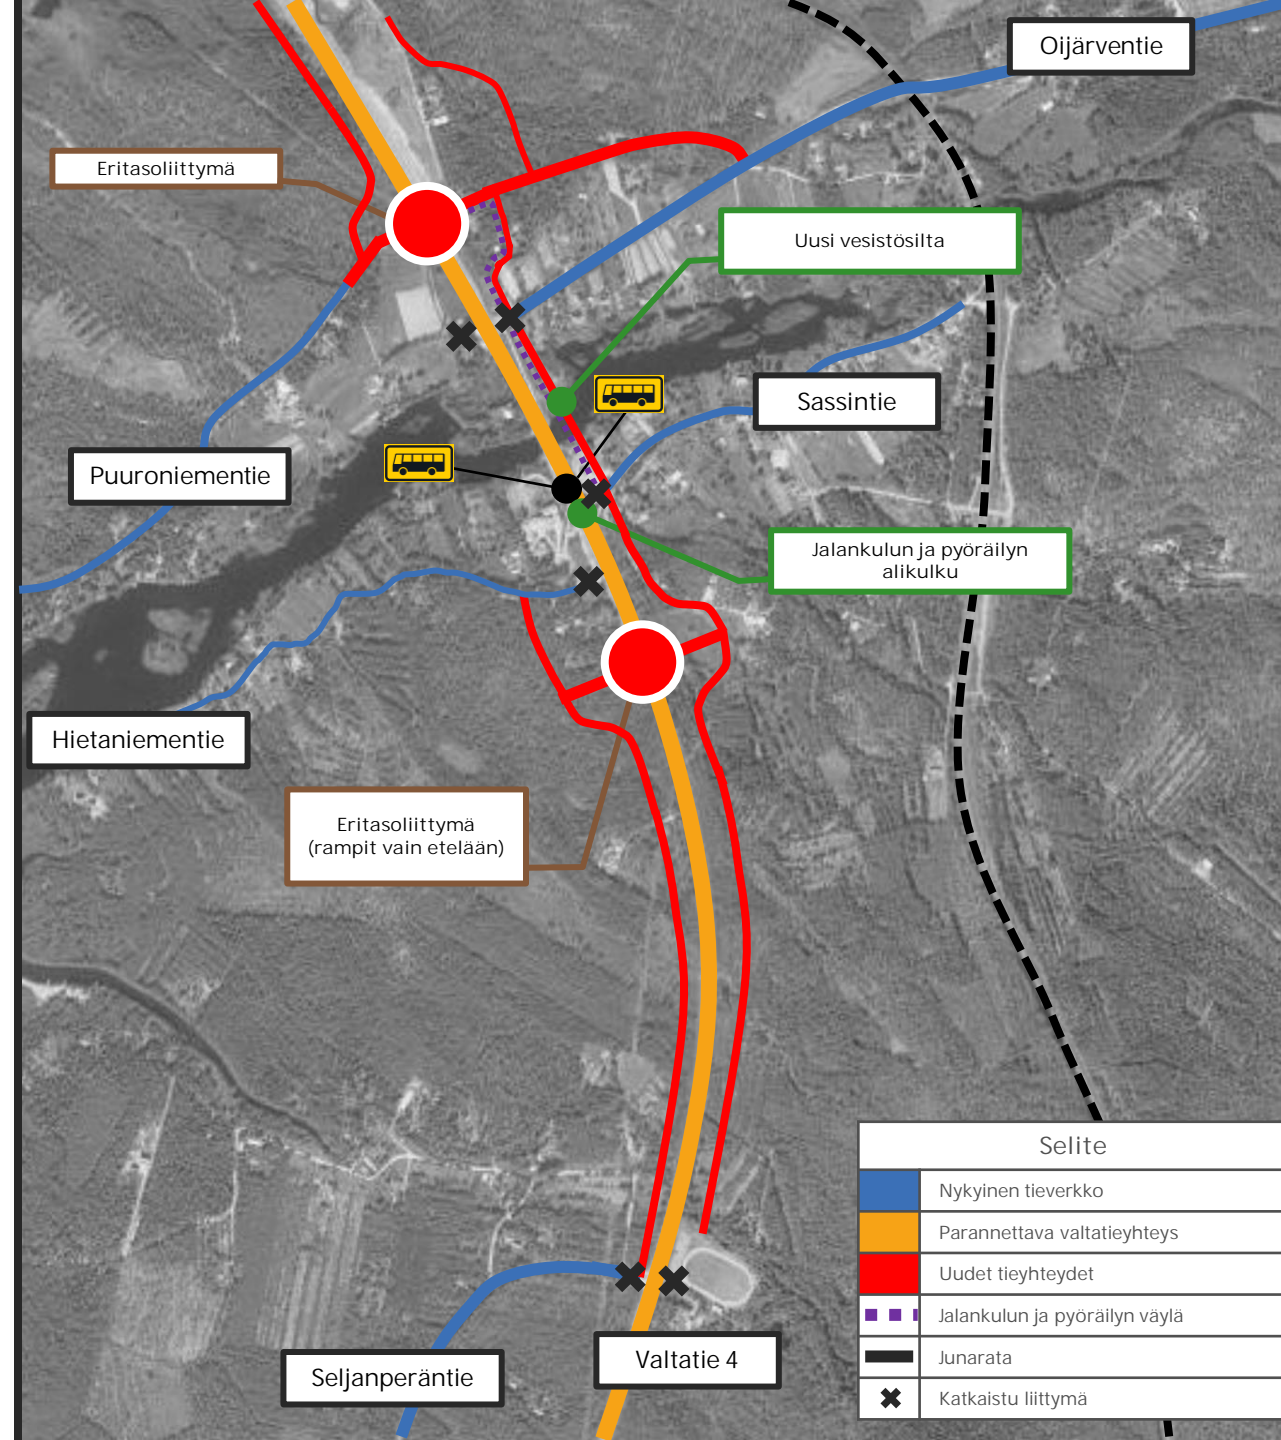 Oijärventie
Eritasoliittymä
Uusi vesistösilta
Sassintie
Puuroniementie
Jalankulun ja pyöräilyn
alikulku
Hietaniementie
Eritasoliittymä
(rampit vain etelään)
Seljanperäntie
Valtatie 4
Selite
Nykyinen tieverkko
Parannettava valtatieyhteys
Uudet tieyhteydet
Jalankulun ja pyöräilyn väylä
Junarata
Katkaistu liittymä